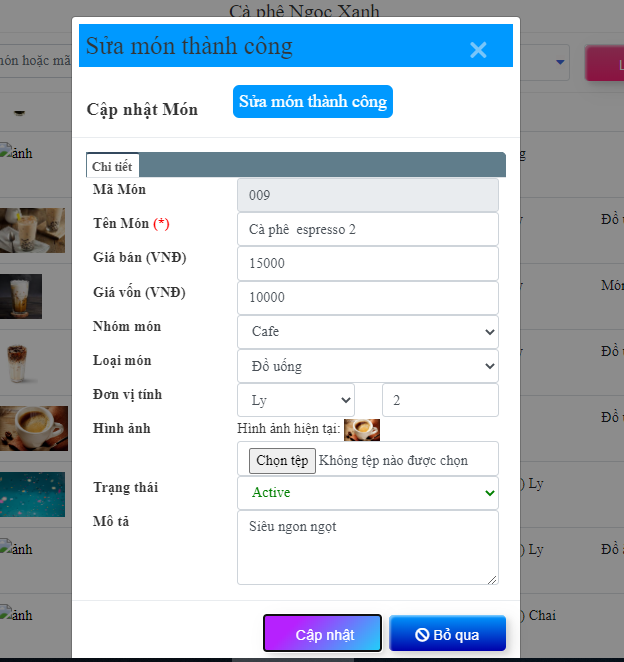 Cà phê Ngọc Xanh
Sửa món thành công ×
món hoặc mã
L
Cập nhật Món Sửa món thành công
Chi tiết
ảnh
Mã Món 009
Tên Món (*) Cà phê espresso 2
Đồ u
Giá bán (VNĐ) 15000
Giá vốn (VNĐ) 10000
Món
Nhóm món Cafe
Loại món Đồ uống
Đồ u
Đơn vị tính Ly 2
Đồ u
Hình ảnh Hình ảnh hiện tại:
Chọn tệp Không tệp nào được chọn
Trạng thái Active
) Ly
Mô tả Siêu ngon ngọt
ảnh
) Ly Đồ
ảnh
) Chai
Cập nhật Bỏ qua